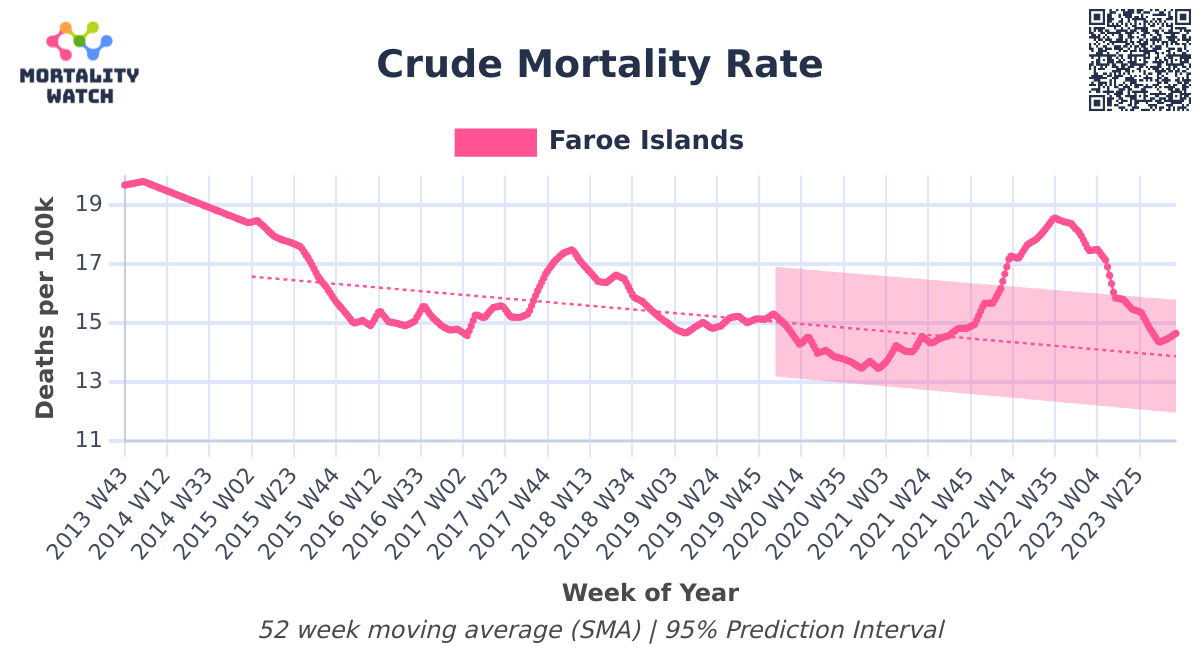 MORTALITY
WATCH
Crude Mortality Rate
Faroe Islands
Deaths per 100k
19
17
15
13
11
2013 W43
2014 W12
2014 W33
2015 W02
2015 W23
2015 W44
2016 W12
2016 W33
2017 W02
2017 W23
2017 W44
2018 W13
2018 W34
2019 W03
2019 W24
2019 W45
2020 W14
2020 W35
2021 W03
2021 W24
2021 W45
2022 W14
2022 W35
2023 W04
2023 W25
Week of Year
52 week moving average (SMA) | 95% Prediction Interval